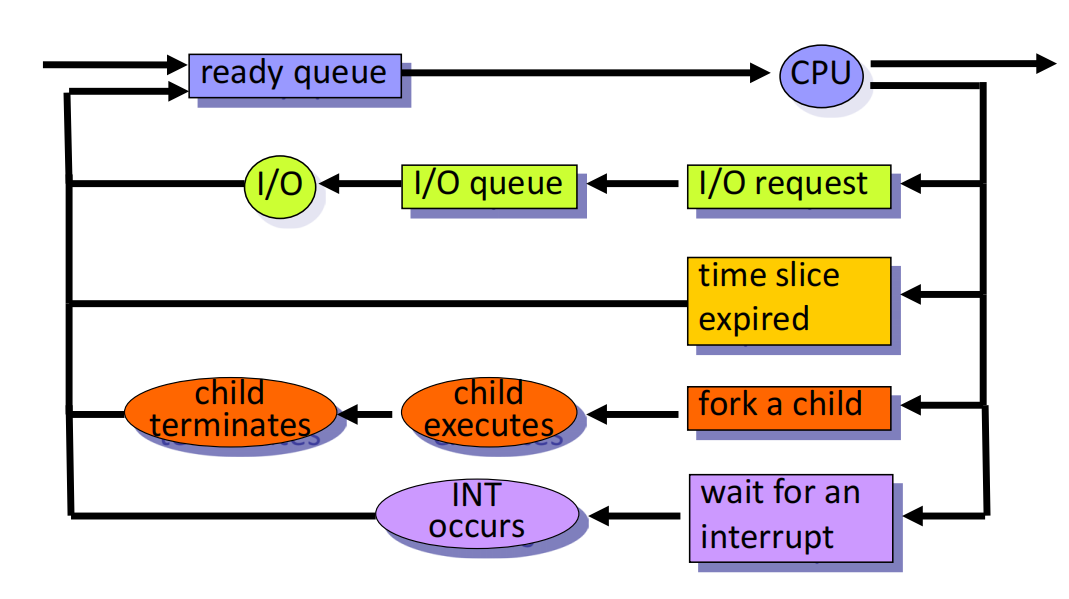 ready queue
CPU
I/O
I/O queue
I/O request
time slice
expired
child
terminates
child
executes
fork a child
INT
occurs
wait for an
interrupt